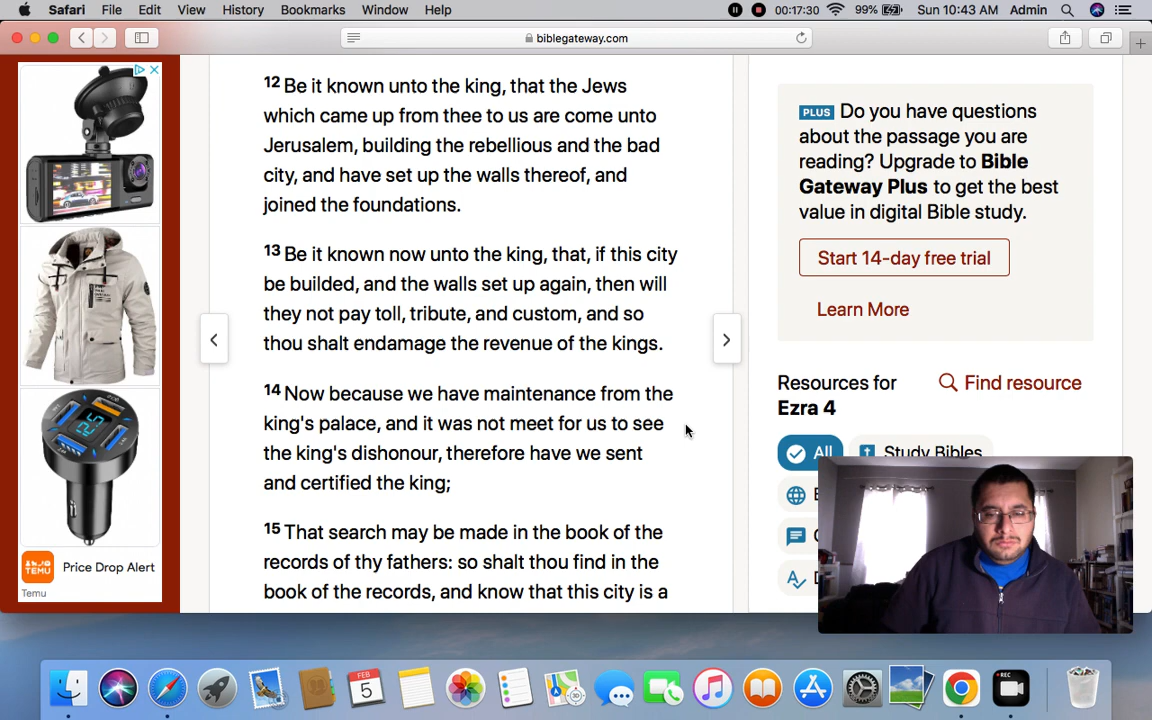 Safari File Edit View History Bookmarks Window Help 00:17:30 99% Sun 10:43 AM Admin
biblegateway.com
12 Be it known unto the king, that the Jews
which came up from thee to us are come unto
Jerusalem, building the rebellious and the bad
city, and have set up the walls thereof, and
joined the foundations.
13 Be it known now unto the king, that, if this city
be builded, and the walls set up again, then will
they not pay toll, tribute, and custom, and so
thou shalt endamage the revenue of the kings.
14 Now because we have maintenance from the
king's palace, and it was not meet for us to see
the king's dishonour, therefore have we sent
and certified the king;
15 That search may be made in the book of the
records of thy fathers: so shalt thou find in the
book of the records, and know that this city is a
PLUS Do you have questions
about the passage you are
reading? Upgrade to Bible
Gateway Plus to get the best
value in digital Bible study.
Start 14-day free trial
Learn More
Resources for
Ezra 4
Find resource
All
Study Bibles
TEMU
Price Drop Alert
Temu
FEB
5
REC